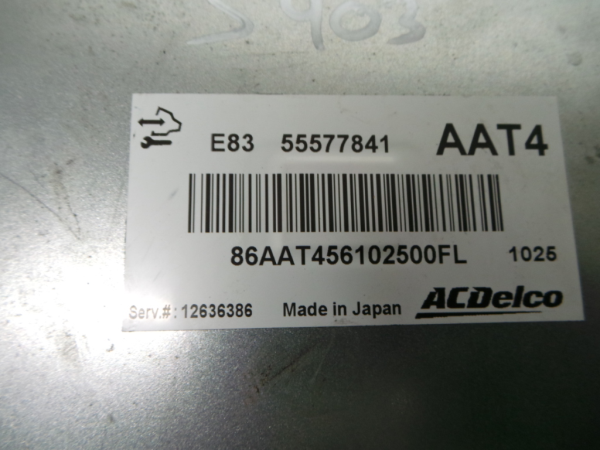 E83 55577841 AAT4
86AAT456102500FL 1025
Serv.#: 12636386 Made in Japan ACDelco